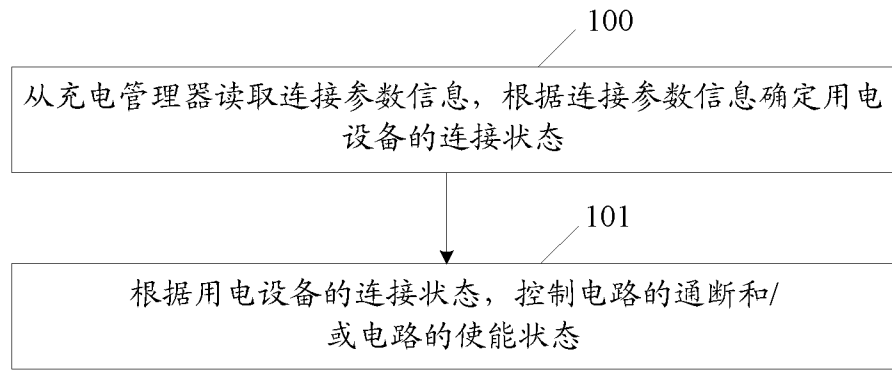 100
从充电管理器读取连接参数信息，根据连接参数信息确定用电
设备的连接状态
101
根据用电设备的连接状态，控制电路的通断和/
或电路的使能状态